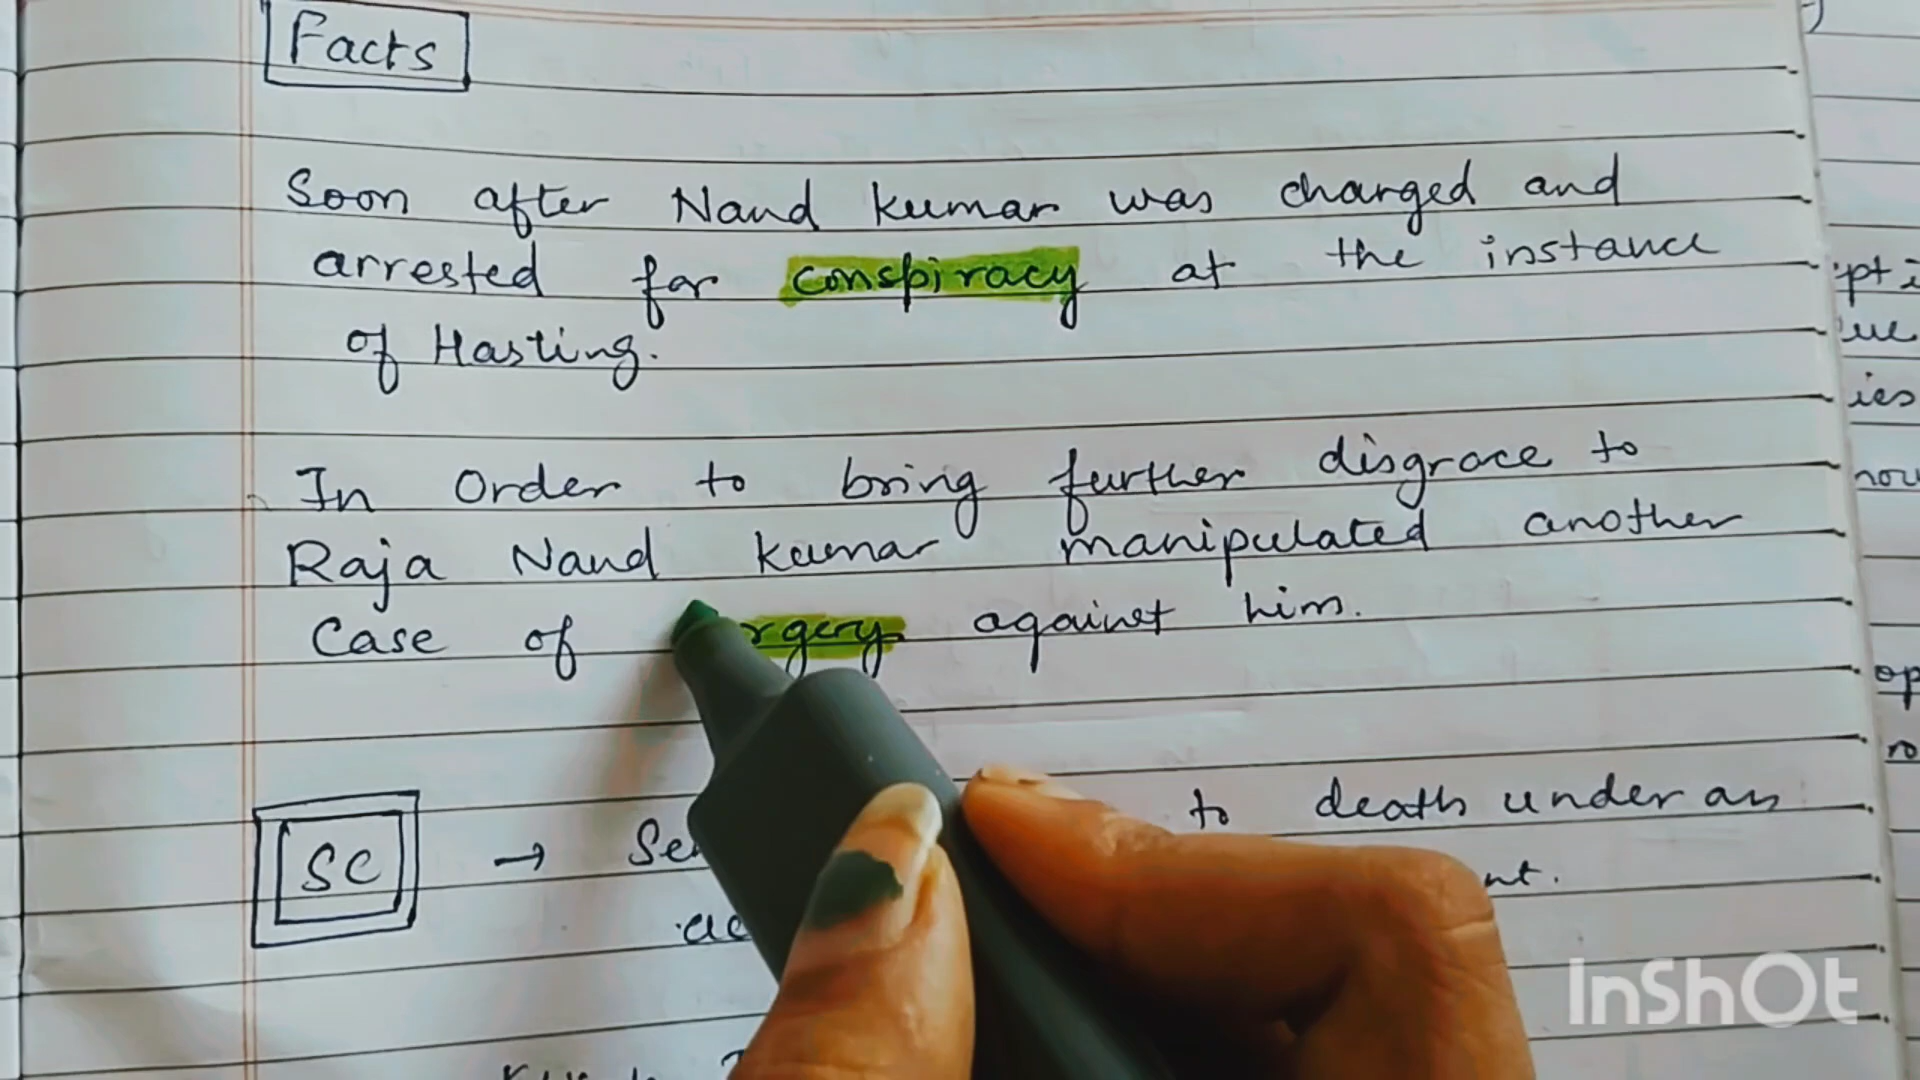 Facts
Soon after Nand Kumar was charged and
arrested for conspiracy at the instance
of Hasting.
In Order to bring further disgrace to
Raja Nand Kumar manipulated another
Case of against him.
SC → to death under an
InShOt